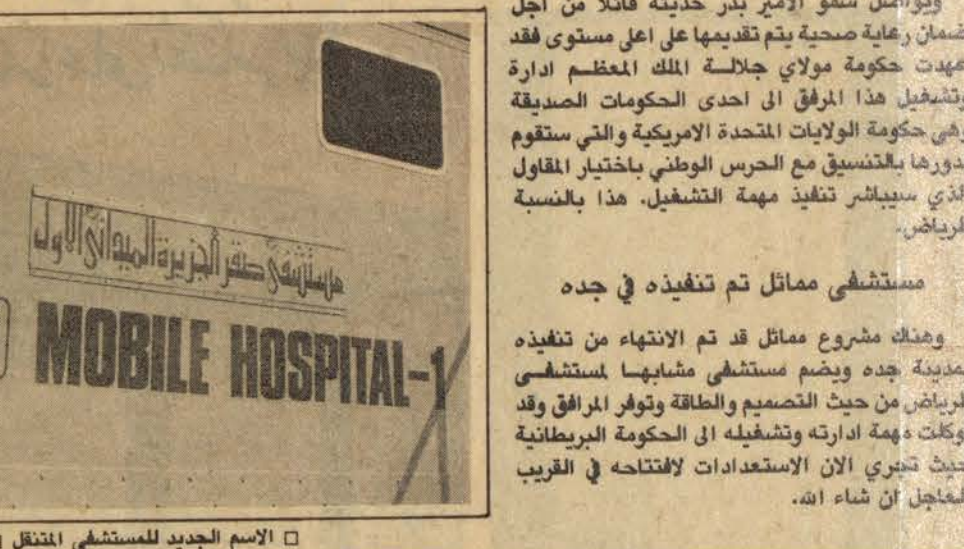 ويواصل سمو الامير بدر حديثه قائلا من اجل
ضمان رعاية صحية يتم تقديمها على اعلى مستوى فقد
عهدت حكومة مولاي جلالة الملك المعظم ادارة
وتشغيل هذا المرفق الى احدى الحكومات الصديقة
وهي حكومة الولايات المتحدة الامريكية والتي ستقوم
بدورها بالتنسيق مع الحرس الوطني باختيار المقاول
الذي سيباشر تنفيذ مهمة التشغيل. هذا بالنسبة
للرياض.
مستشفى مماثل تم تنفيذه في جده
وهناك مشروع مماثل قد تم الانتهاء من تنفيذه
بمدينة جده ويضم مستشفى مشابها لمستشفى
الرياض من حيث التصميم والطاقة وتوفر المرافق وقد
اوكلت مهمة ادارته وتشغيله الى الحكومة البريطانية
حيث تجري الان الاستعدادات لافتتاحه في القريب
العاجل ان شاء الله.
مستشفى صقر الجزيرة الميداني الاول
MOBILE HOSPITAL-1
□ الاسم الجديد للمستشفى المتنقل □